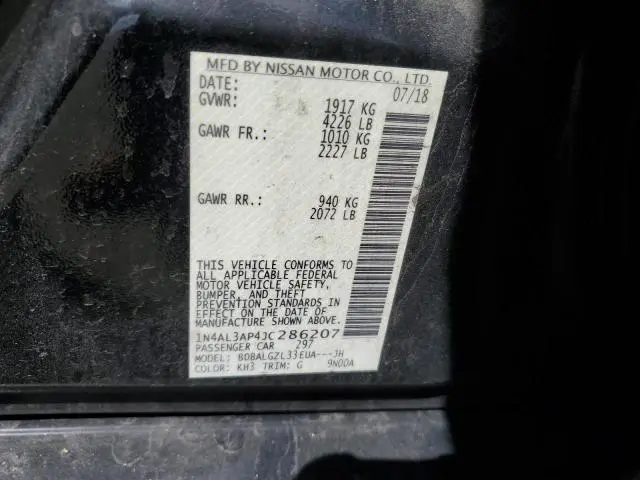 MFD BY NISSAN MOTOR CO., LTD.
DATE: 07/18
GVWR: 1917 KG
4226 LB
GAWR FR.: 1010 KG
2227 LB
GAWR RR.: 940 KG
2072 LB
THIS VEHICLE CONFORMS TO
ALL APPLICABLE FEDERAL
MOTOR VEHICLE SAFETY,
BUMPER, AND THEFT
PREVENTION STANDARDS IN
EFFECT ON THE DATE OF
MANUFACTURE SHOWN ABOVE.
1N4AL3AP4JC286207
PASSENGER CAR 297
MODEL: BDBALGZL33EUA---JH
COLOR: KH3 TRIM: G 9N00A